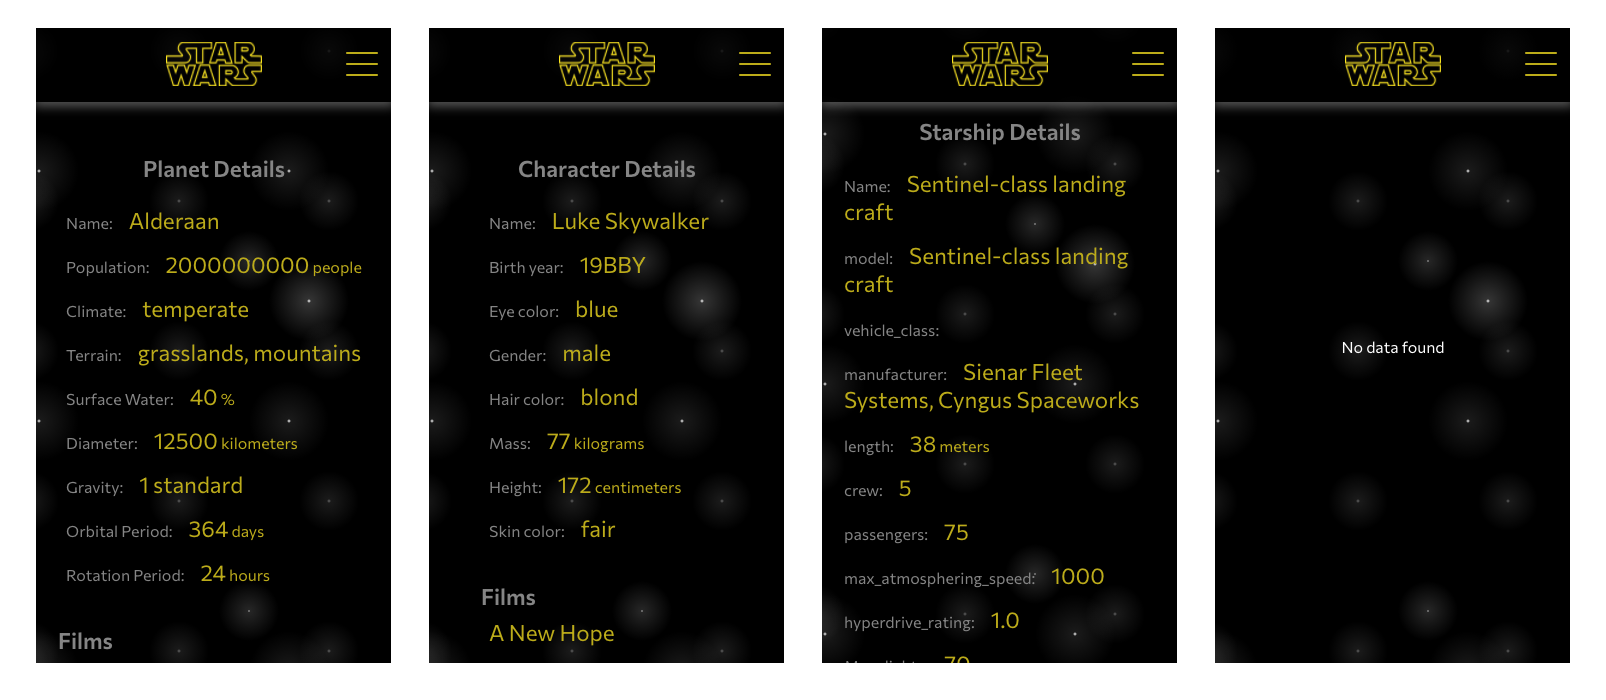 STAR
WARS
Planet Details
Name: Alderaan
Population: 2000000000 people
Climate: temperate
Terrain: grasslands, mountains
Surface Water: 40 %
Diameter: 12500 kilometers
Gravity: 1 standard
Orbital Period: 364 days
Rotation Period: 24 hours
Films
STAR
WARS
Character Details
Name: Luke Skywalker
Birth year: 19BBY
Eye color: blue
Gender: male
Hair color: blond
Mass: 77 kilograms
Height: 172 centimeters
Skin color: fair
Films
A New Hope
STAR
WARS
Starship Details
Name: Sentinel-class landing
craft
model: Sentinel-class landing
craft
vehicle_class:
manufacturer: Sienar Fleet
Systems, Cyngus Spaceworks
length: 38 meters
crew: 5
passengers: 75
max_atmosphering_speed: 1000
hyperdrive_rating: 1.0
70
STAR
WARS
No data found